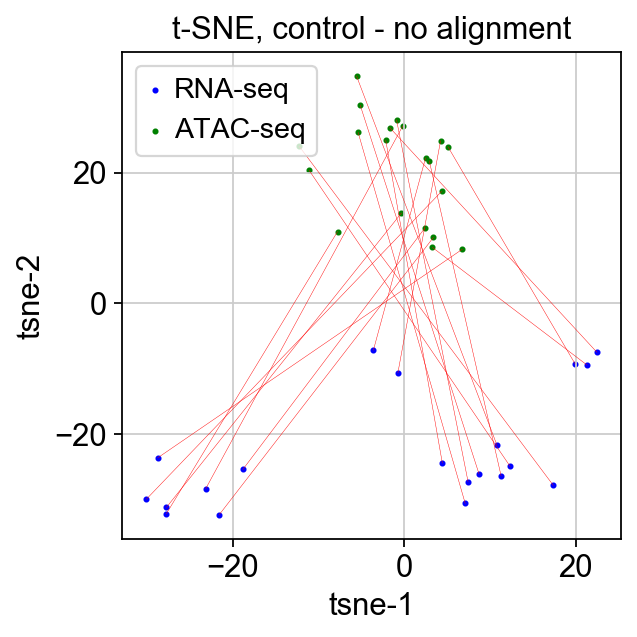 t-SNE, control - no alignment
RNA-seq
ATAC-seq
20
0
−20
tsne-2
−20
0
20
tsne-1